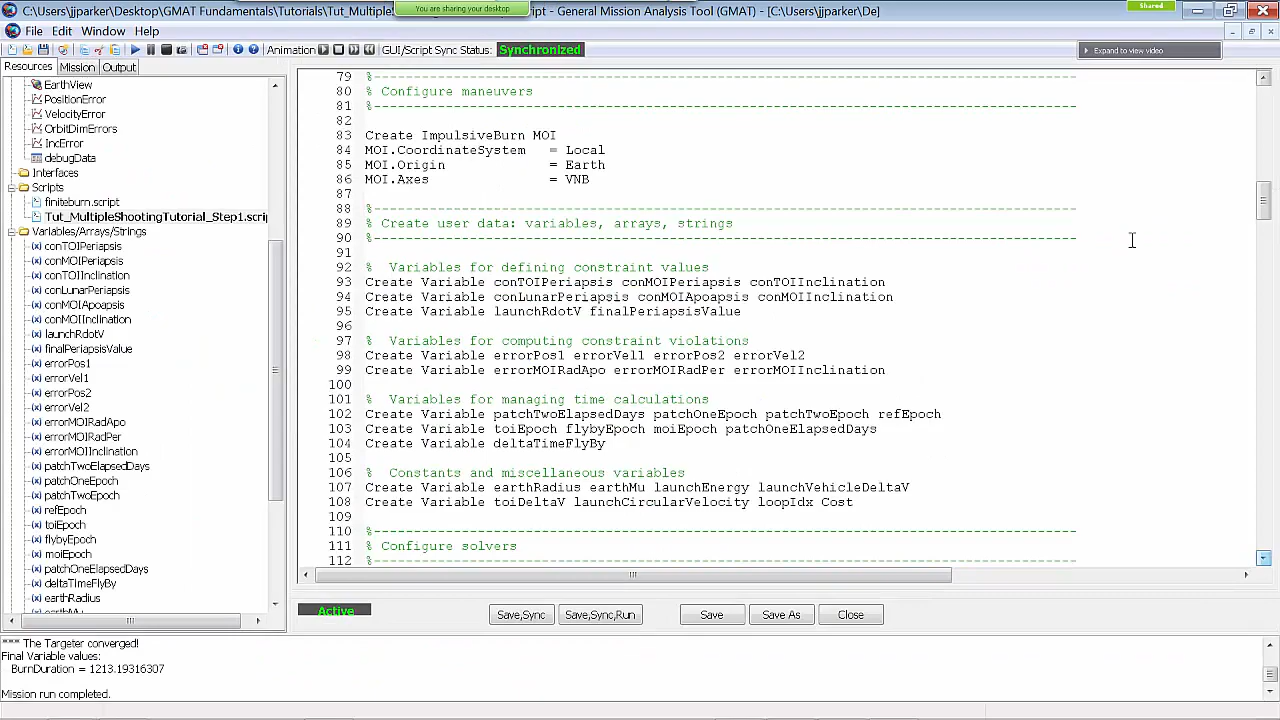 C:\Users\jjparker\Desktop\GMAT Fundamentals\Tutorials\Tut_Multiple
You are sharing your desktop
ript - General Mission Analysis Tool (GMAT) - [C:\Users\jjparker\De]
Shared
File Edit Window Help
Animation GUI/Script Sync Status: Synchronized
Expand to view video
Resources Mission Output
EarthView
PositionError
VelocityError
OrbitDimErrors
IncError
debugData
Interfaces
Scripts
finiteburn.script
Tut_MultipleShootingTutorial_Step1.scrip
Variables/Arrays/Strings
conTOIPeriapsis
conMOIPeriapsis
conTOIInclination
conLunarPeriapsis
conMOIApoapsis
conMOIInclination
launchRdotV
finalPeriapsisValue
errorPos1
errorVel1
errorPos2
errorVel2
errorMOIRadApo
errorMOIRadPer
errorMOIInclination
patchTwoElapsedDays
patchOneEpoch
patchTwoEpoch
refEpoch
toiEpoch
flybyEpoch
moiEpoch
patchOneElapsedDays
deltaTimeFlyBy
earthRadius
earthMu
79 %---------------------------------------------------------------------------------------
80 % Configure maneuvers
81 %---------------------------------------------------------------------------------------
82
83 Create ImpulsiveBurn MOI
84 MOI.CoordinateSystem = Local
85 MOI.Origin = Earth
86 MOI.Axes = VNB
87
88 %---------------------------------------------------------------------------------------
89 % Create user data: variables, arrays, strings
90 %---------------------------------------------------------------------------------------
91
92 % Variables for defining constraint values
93 Create Variable conTOIPeriapsis conMOIPeriapsis conTOIInclination
94 Create Variable conLunarPeriapsis conMOIApoapsis conMOIInclination
95 Create Variable launchRdotV finalPeriapsisValue
96
97 % Variables for computing constraint violations
98 Create Variable errorPos1 errorVel1 errorPos2 errorVel2
99 Create Variable errorMOIRadApo errorMOIRadPer errorMOIInclination
100
101 % Variables for managing time calculations
102 Create Variable patchTwoElapsedDays patchOneEpoch patchTwoEpoch refEpoch
103 Create Variable toiEpoch flybyEpoch moiEpoch patchOneElapsedDays
104 Create Variable deltaTimeFlyBy
105
106 % Constants and miscellaneous variables
107 Create Variable earthRadius earthMu launchEnergy launchVehicleDeltaV
108 Create Variable toiDeltaV launchCircularVelocity loopIdx Cost
109
110 %---------------------------------------------------------------------------------------
111 % Configure solvers
112 %---------------------------------------------------------------------------------------
Active
Save,Sync Save,Sync,Run Save Save As Close
*** The Targeter converged!
Final Variable values:
BurnDuration = 1213.19316307
Mission run completed.